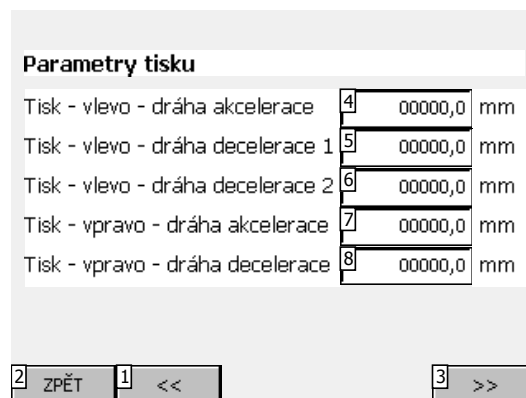 Parametry tisku
Tisk - vlevo - dráha akcelerace 4 00000,0 mm
Tisk - vlevo - dráha decelerace 1 5 00000,0 mm
Tisk - vlevo - dráha decelerace 2 6 00000,0 mm
Tisk - vpravo - dráha akcelerace 7 00000,0 mm
Tisk - vpravo - dráha decelerace 8 00000,0 mm
2 ZPĚT 1 << 3 >>